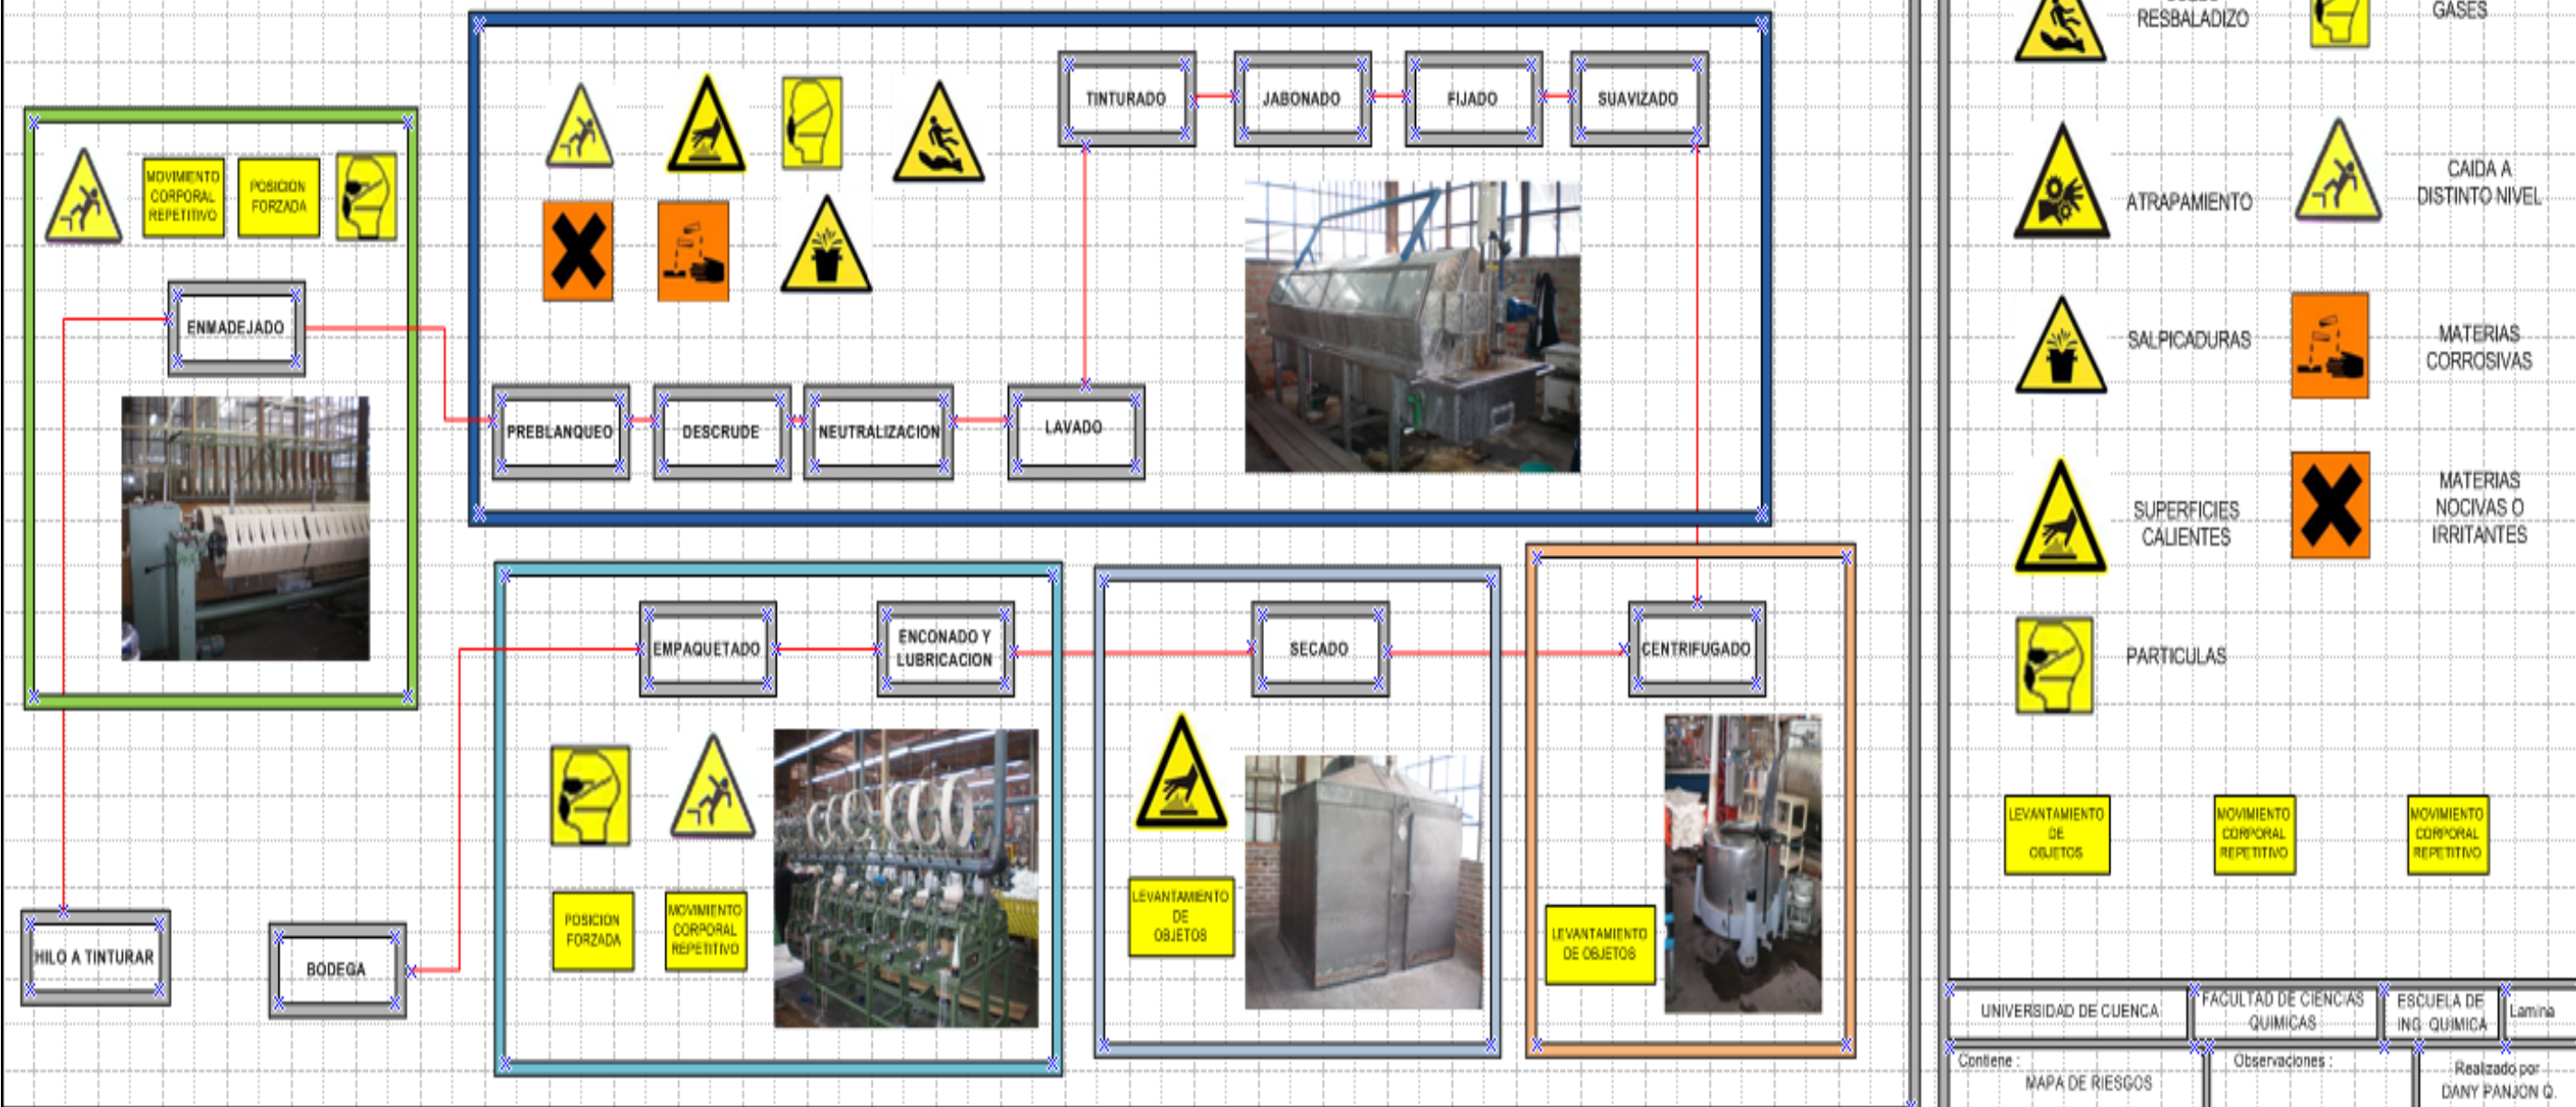 RESBALADIZO
GASES
TINTURADO
JABONADO
FIJADO
SUAVIZADO
MOVIMIENTO
CORPORAL
REPETITIVO
POSICION
FORZADA
ATRAPAMIENTO
CAIDA A
DISTINTO NIVEL
ENMADEJADO
SALPICADURAS
MATERIAS
CORROSIVAS
PREBLANQUEO
DESCRUDE
NEUTRALIZACION
LAVADO
SUPERFICIES
CALIENTES
MATERIAS
NOCIVAS O
IRRITANTES
EMPAQUETADO
ENCONADO Y
LUBRICACION
SECADO
CENTRIFUGADO
PARTICULAS
LEVANTAMIENTO
DE
OBJETOS
MOVIMIENTO
CORPORAL
REPETITIVO
MOVIMIENTO
CORPORAL
REPETITIVO
POSICION
FORZADA
MOVIMIENTO
CORPORAL
REPETITIVO
LEVANTAMIENTO
DE
OBJETOS
LEVANTAMIENTO
DE OBJETOS
HILO A TINTURAR
BODEGA
UNIVERSIDAD DE CUENCA
FACULTAD DE CIENCIAS
QUIMICAS
ESCUELA DE
ING QUIMICA
Lamina
Contiene :
MAPA DE RIESGOS
Observaciones :
Realizado por
DANY PANJON Q.